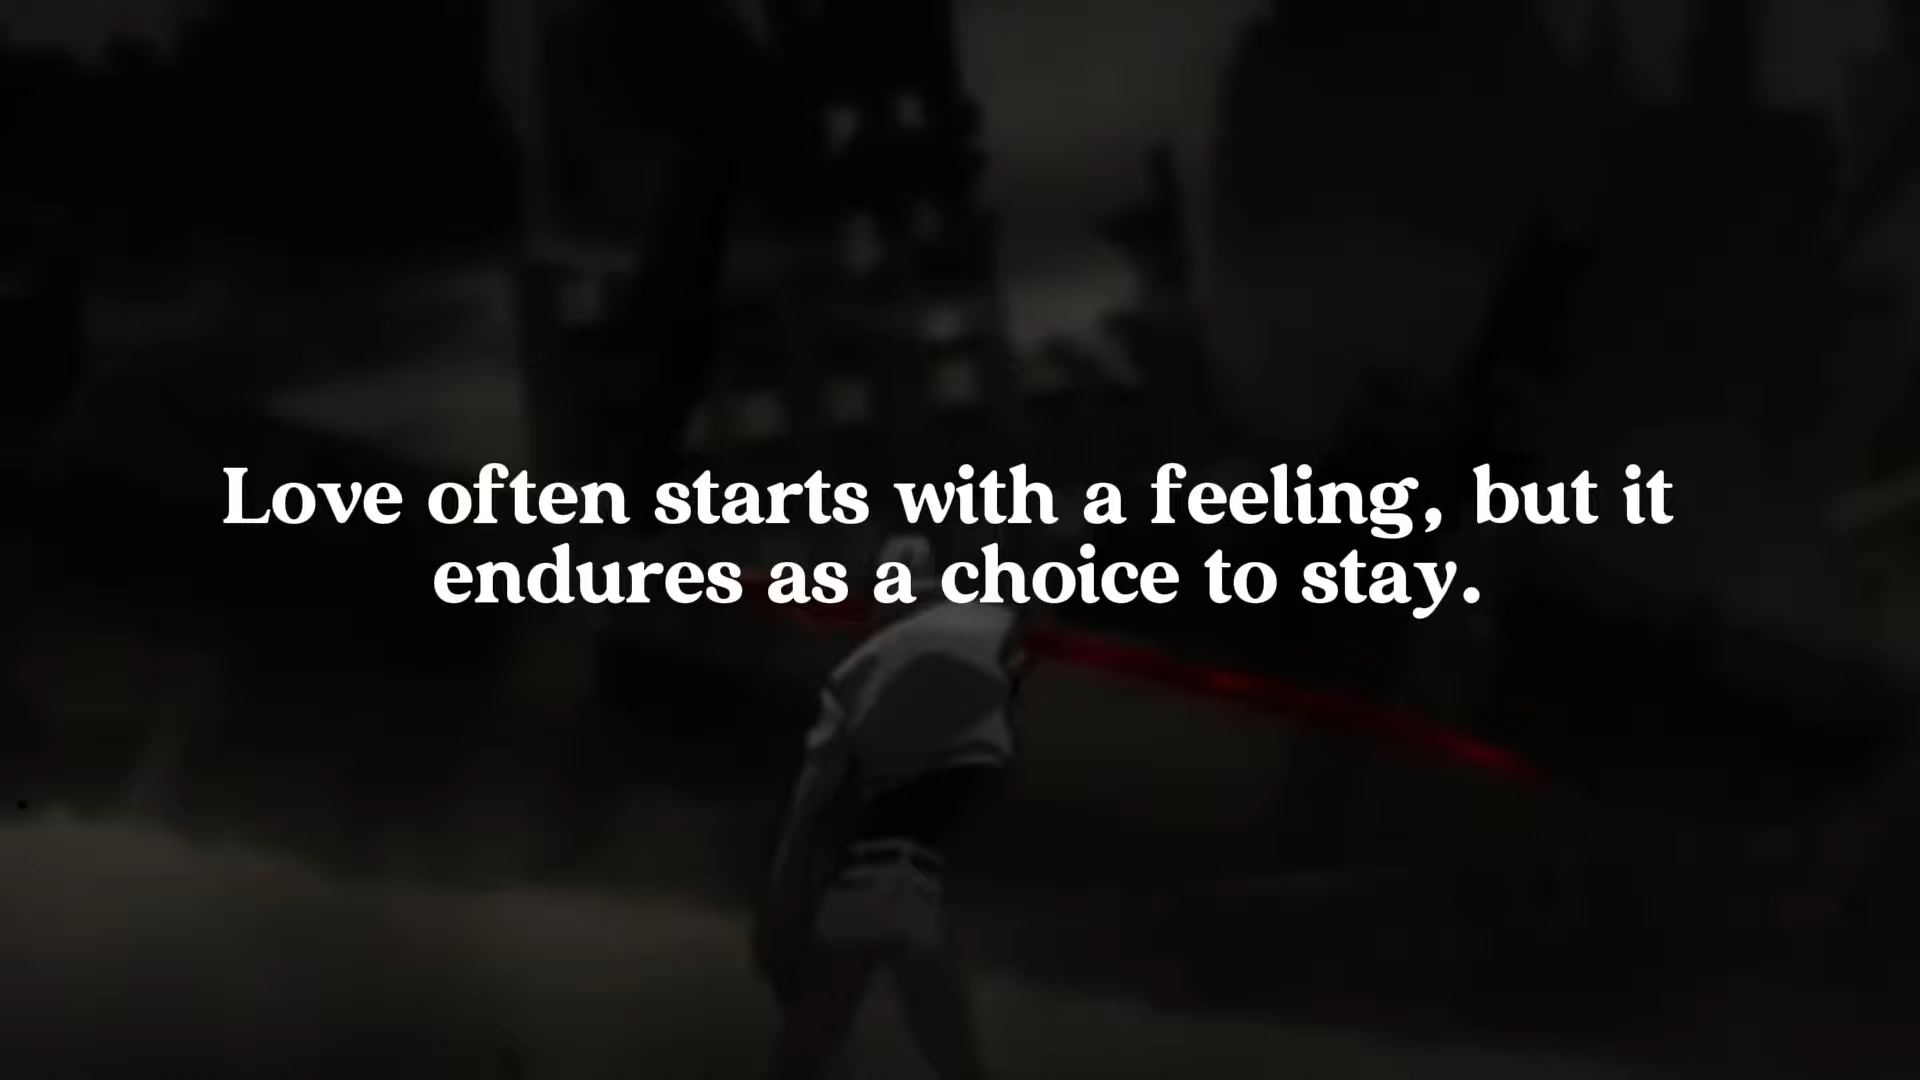 Love often starts with a feeling, but it
endures as a choice to stay.